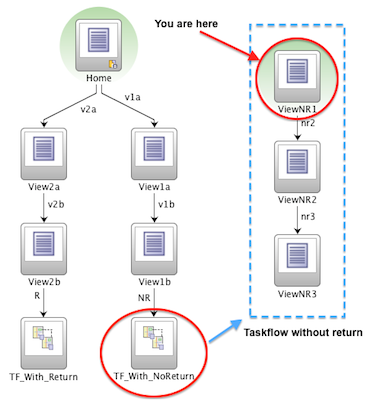 You are here
Home
v2a
v1a
ViewNR1
nr2
View2a
View1a
ViewNR2
v2b
v1b
nr3
View2b
View1b
ViewNR3
R
NR
Taskflow without return
TF_With_Return
TF_With_NoReturn